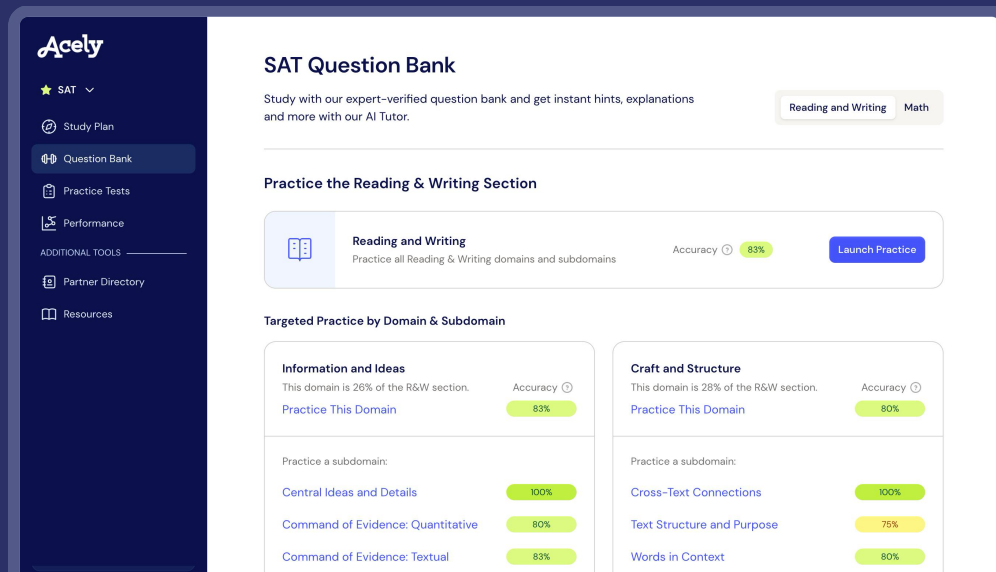 Acely
SAT
Study Plan
Question Bank
Practice Tests
Performance
ADDITIONAL TOOLS
Partner Directory
Resources
SAT Question Bank
Study with our expert-verified question bank and get instant hints, explanations
and more with our AI Tutor.
Reading and Writing Math
Practice the Reading & Writing Section
Reading and Writing
Practice all Reading & Writing domains and subdomains
Accuracy ? 83%
Launch Practice
Targeted Practice by Domain & Subdomain
Information and Ideas
This domain is 26% of the R&W section. Accuracy ?
Practice This Domain 83%
Practice a subdomain:
Central Ideas and Details 100%
Command of Evidence: Quantitative 80%
Command of Evidence: Textual 83%
Craft and Structure
This domain is 28% of the R&W section. Accuracy ?
Practice This Domain 80%
Practice a subdomain:
Cross-Text Connections 100%
Text Structure and Purpose 75%
Words in Context 80%